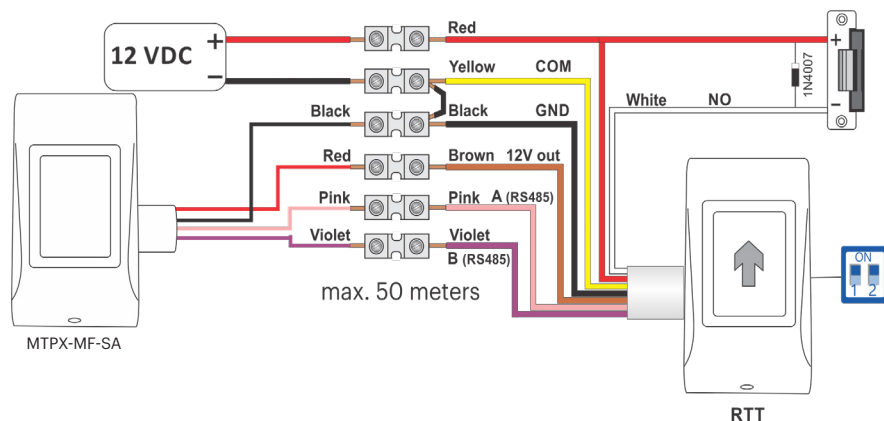 12 VDC
+
−
Red
Yellow COM
Black
Black GND
White NO
1N4007
+
−
Red
Brown 12V out
Pink
Pink A (RS485)
Violet
Violet
B (RS485)
max. 50 meters
ON
1 2
MTPX-MF-SA
RTT